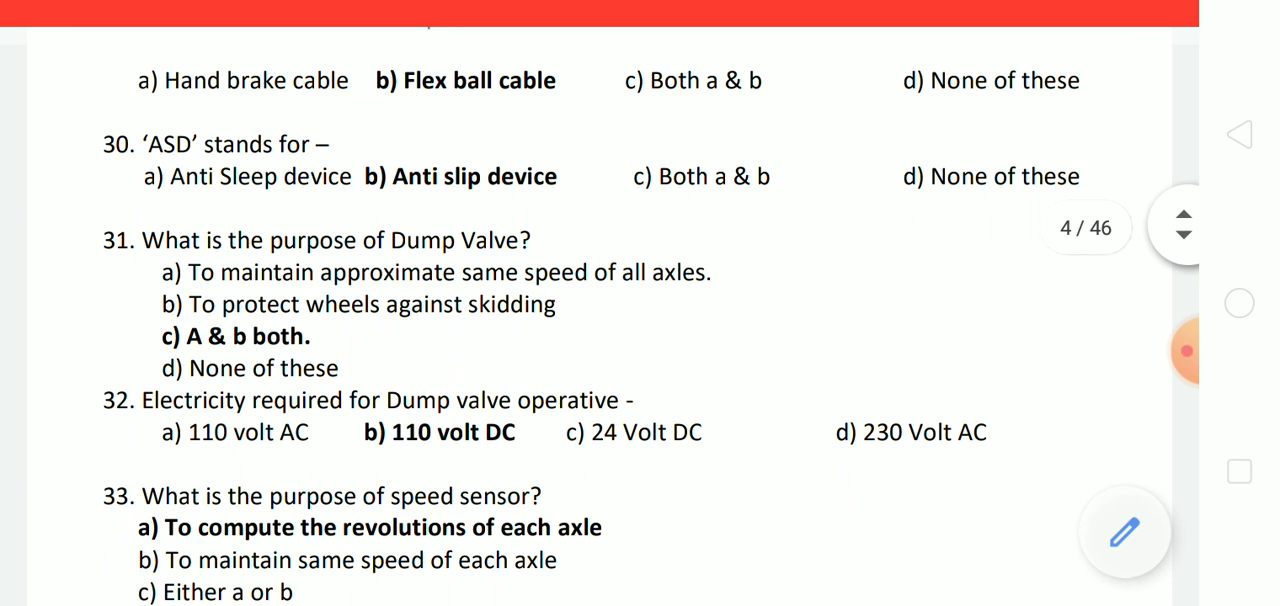 a) Hand brake cable b) Flex ball cable c) Both a & b d) None of these
30. ‘ASD’ stands for –
a) Anti Sleep device b) Anti slip device c) Both a & b d) None of these
31. What is the purpose of Dump Valve?
4 / 46
a) To maintain approximate same speed of all axles.
b) To protect wheels against skidding
c) A & b both.
d) None of these
32. Electricity required for Dump valve operative -
a) 110 volt AC b) 110 volt DC c) 24 Volt DC d) 230 Volt AC
33. What is the purpose of speed sensor?
a) To compute the revolutions of each axle
b) To maintain same speed of each axle
c) Either a or b